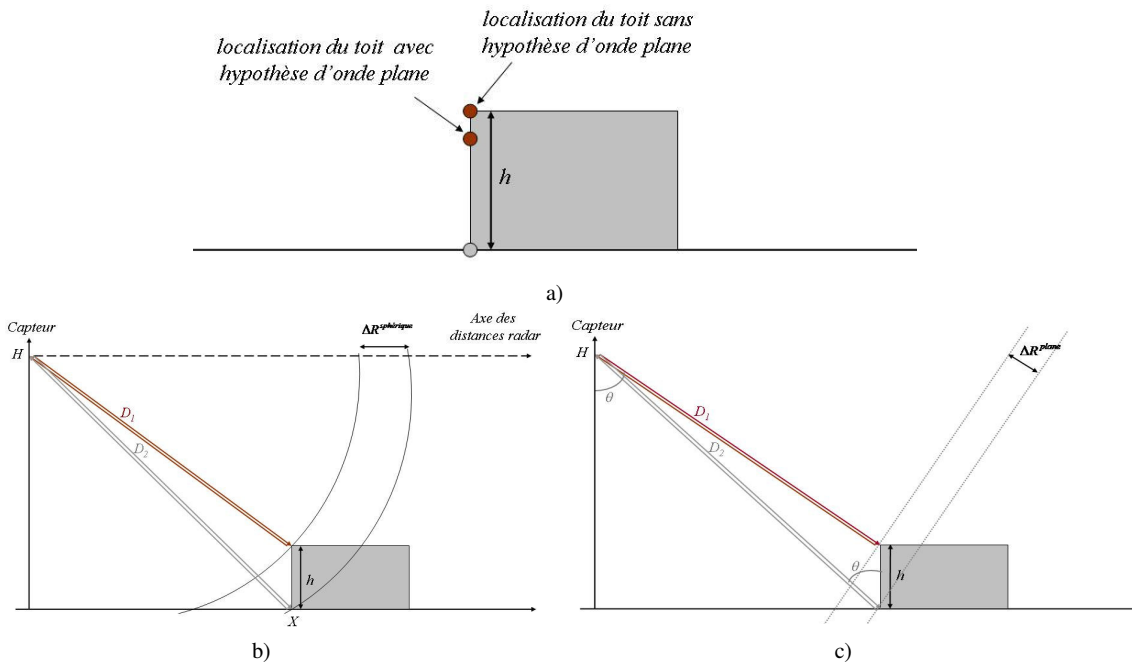 localisation du toit sans
hypothèse d'onde plane
localisation du toit avec
hypothèse d'onde plane
h
a)
Capteur
H
Axe des
distances radar
ΔR^sphérique
D₁
D₂
h
X
b)
Capteur
H
ΔR^plane
θ
D₁
D₂
θ
h
c)